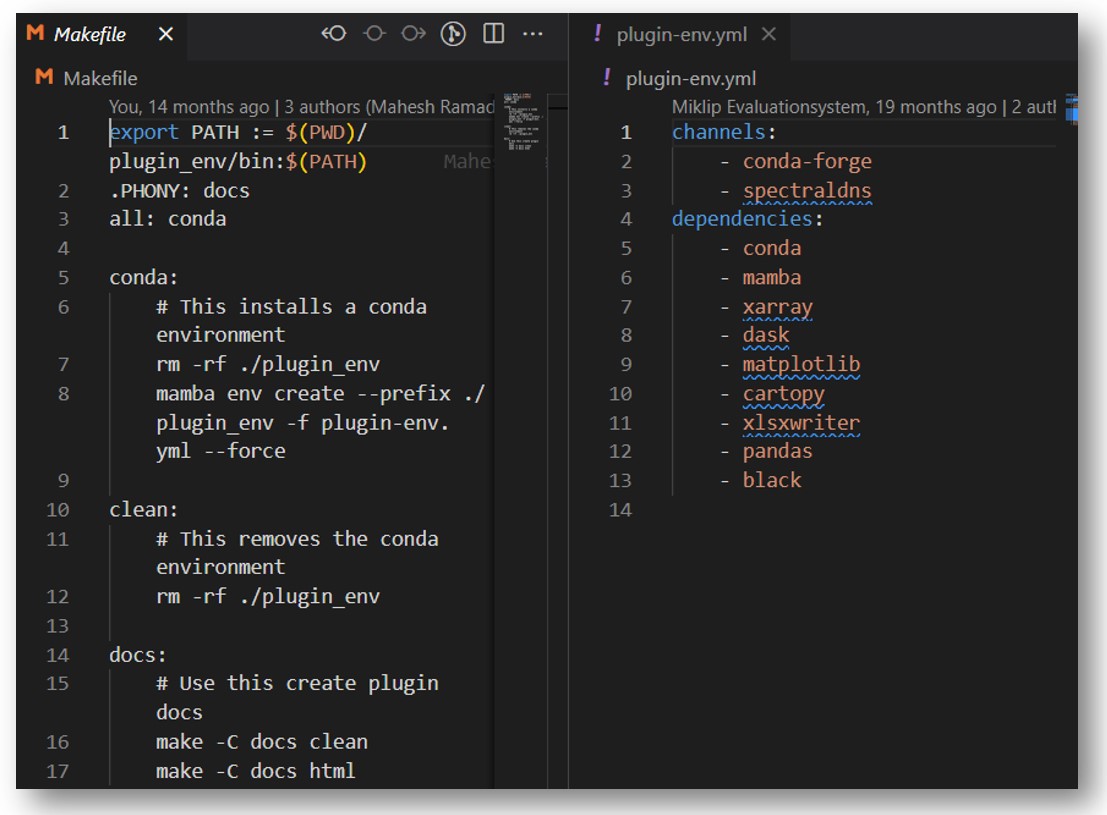 Makefile
Makefile
You, 14 months ago | 3 authors (Mahesh Ramad
1 export PATH := $(PWD)/
plugin_env/bin:$(PATH) Mahe
2 .PHONY: docs
3 all: conda
4
5 conda:
6 # This installs a conda
environment
7 rm -rf ./plugin_env
8 mamba env create --prefix ./
plugin_env -f plugin-env.
yml --force
9
10 clean:
11 # This removes the conda
environment
12 rm -rf ./plugin_env
13
14 docs:
15 # Use this create plugin
docs
16 make -C docs clean
17 make -C docs html
plugin-env.yml
plugin-env.yml
Miklip Evaluationsystem, 19 months ago | 2 auth
1 channels:
2 - conda-forge
3 - spectraldns
4 dependencies:
5 - conda
6 - mamba
7 - xarray
8 - dask
9 - matplotlib
10 - cartopy
11 - xlsxwriter
12 - pandas
13 - black
14